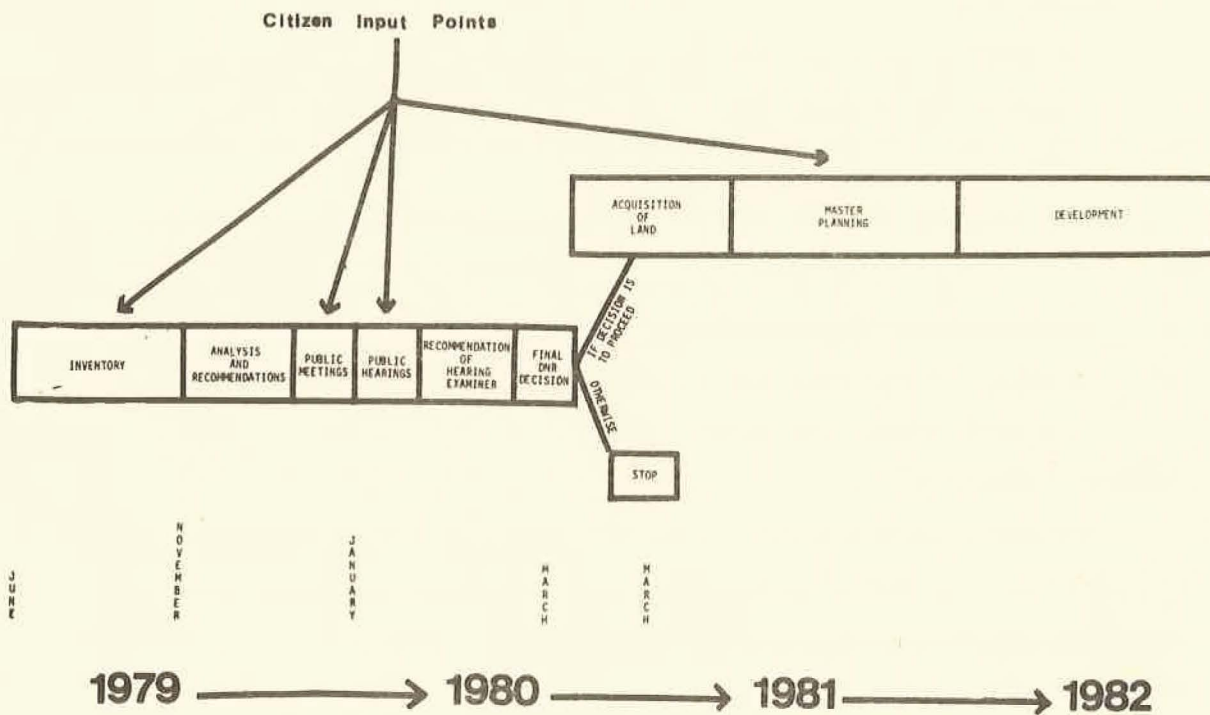 Citizen Input Points
ACQUISITION
OF
LAND
MASTER
PLANNING
DEVELOPMENT
IF DECISION IS
TO PROCEED
INVENTORY
ANALYSIS
AND
RECOMMENDATIONS
PUBLIC
MEETINGS
PUBLIC
HEARINGS
RECOMMENDATION
OF
HEARING
EXAMINER
FINAL
DNR
DECISION
OTHERWISE
STOP
JUNE
NOVEMBER
JANUARY
MARCH
MARCH
1979
1980
1981
1982